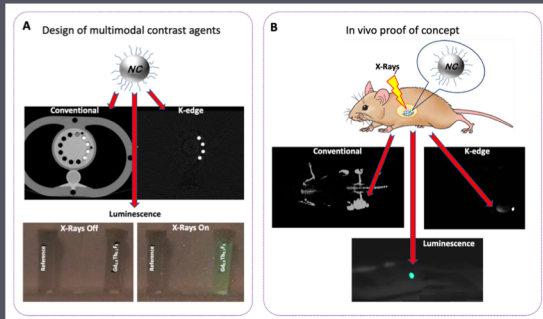 A
Design of multimodal contrast agents
NC
Conventional
K-edge
Luminescence
X-Rays Off
X-Rays On
Reference
Reference
B
In vivo proof of concept
X-Rays
NC
Conventional
K-edge
Luminescence